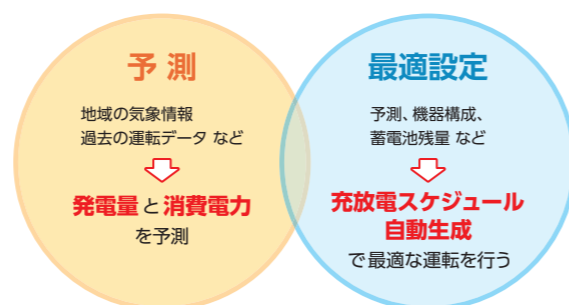 予 測
地域の気象情報
過去の運転データ など
発電量 と 消費電力
を予測
最適設定
予測、機器構成、
蓄電池残量 など
充放電スケジュール
自動生成
で最適な運転を行う